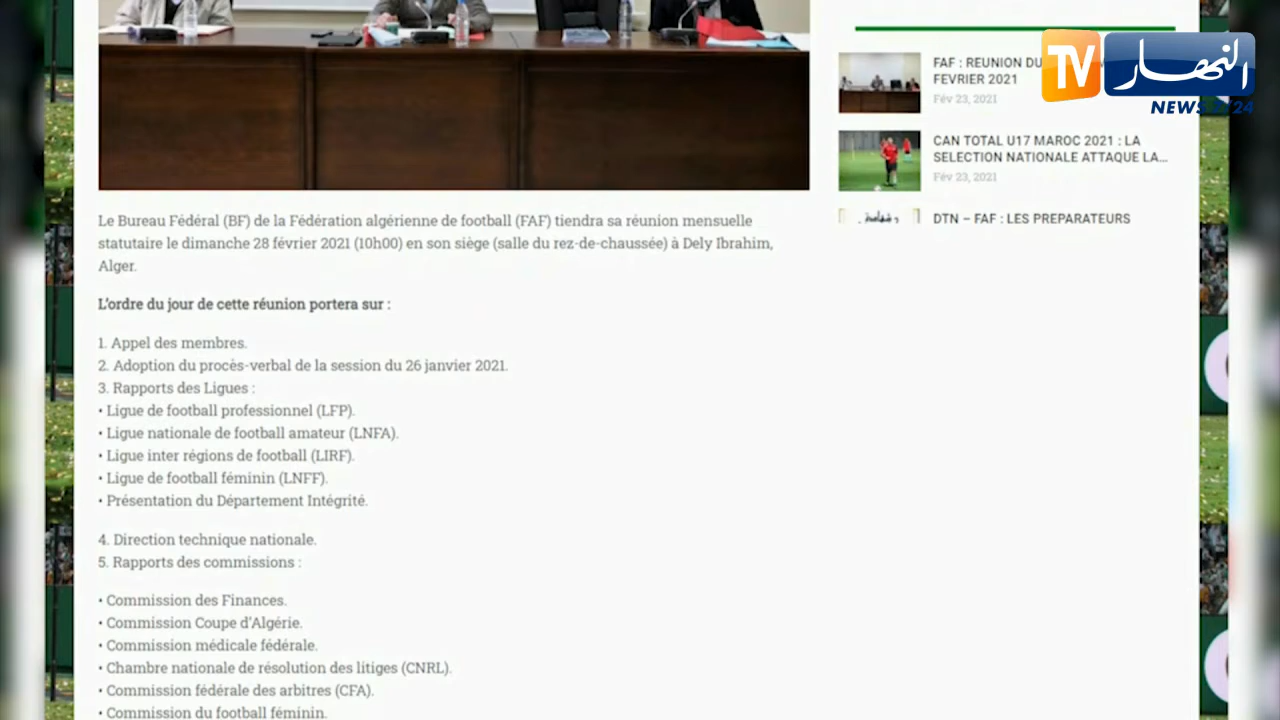 TV النهار
NEWS TV 24
FAF : REUNION DU
FEVRIER 2021
Fév 23, 2021
CAN TOTAL U17 MAROC 2021 : LA
SELECTION NATIONALE ATTAQUE LA...
Fév 23, 2021
DTN – FAF : LES PREPARATEURS
Le Bureau Fédéral (BF) de la Fédération algérienne de football (FAF) tiendra sa réunion mensuelle
statutaire le dimanche 28 février 2021 (10h00) en son siège (salle du rez-de-chaussée) à Dely Ibrahim,
Alger.
L'ordre du jour de cette réunion portera sur :
1. Appel des membres.
2. Adoption du procès-verbal de la session du 26 janvier 2021.
3. Rapports des Ligues :
• Ligue de football professionnel (LFP).
• Ligue nationale de football amateur (LNFA).
• Ligue inter régions de football (LIRF).
• Ligue de football féminin (LNFF).
• Présentation du Département Intégrité.
4. Direction technique nationale.
5. Rapports des commissions :
• Commission des Finances.
• Commission Coupe d'Algérie.
• Commission médicale fédérale.
• Chambre nationale de résolution des litiges (CNRL).
• Commission fédérale des arbitres (CFA).
• Commission du football féminin.